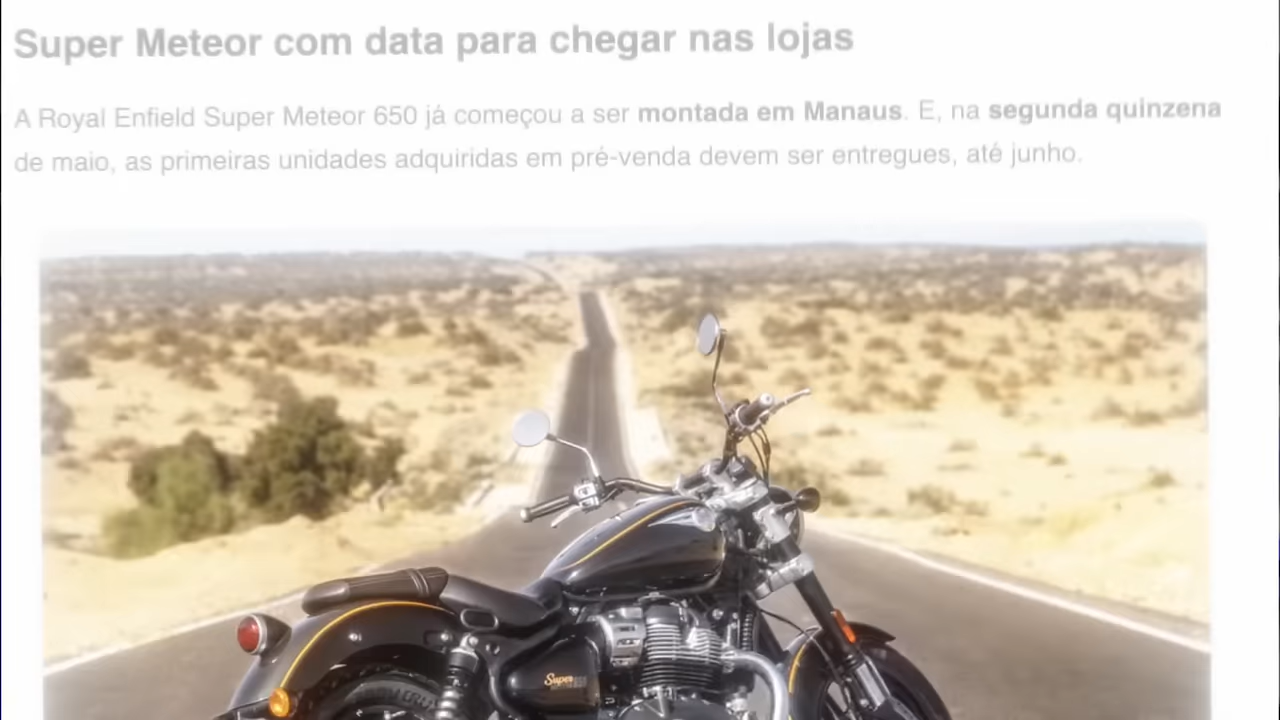 Super Meteor com data para chegar nas lojas
A Royal Enfield Super Meteor 650 já começou a ser montada em Manaus. E, na segunda quinzena
de maio, as primeiras unidades adquiridas em pré-venda devem ser entregues, até junho.
Super